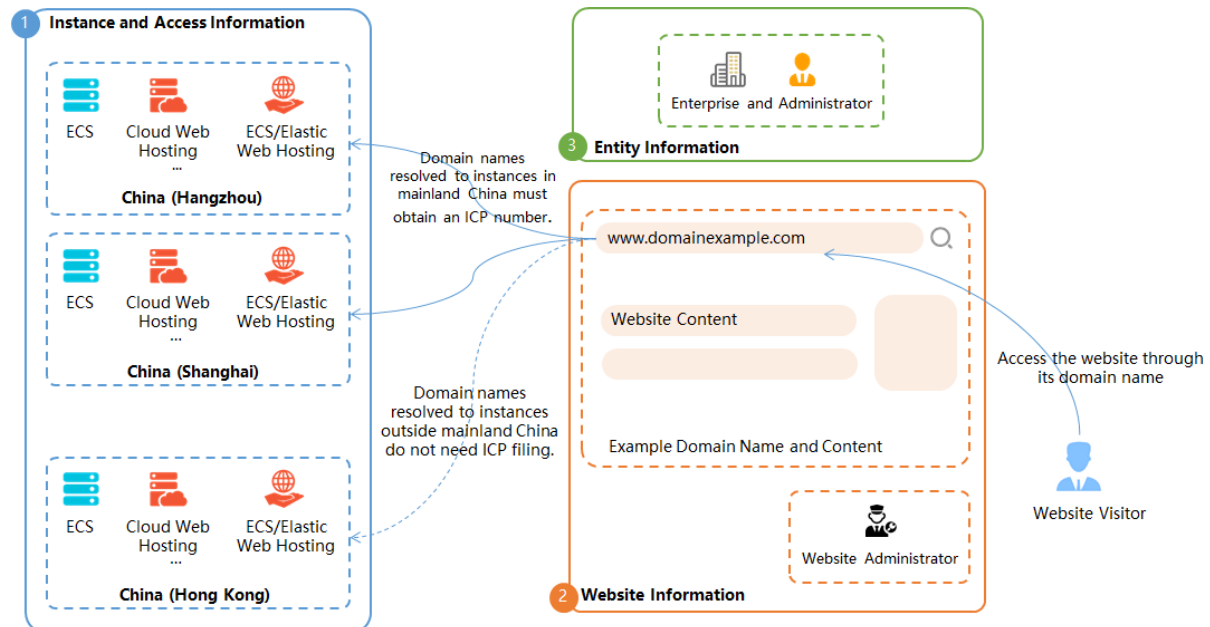 1
Instance and Access Information
ECS
Cloud Web
Hosting
...
ECS/Elastic
Web Hosting
China (Hangzhou)
ECS
Cloud Web
Hosting
...
ECS/Elastic
Web Hosting
China (Shanghai)
ECS
Cloud Web
Hosting
...
ECS/Elastic
Web Hosting
China (Hong Kong)
Domain names
resolved to instances in
mainland China must
obtain an ICP number.
Domain names
resolved to instances
outside mainland China
do not need ICP filing.
Enterprise and Administrator
3
Entity Information
www.domainexample.com
Website Content
Example Domain Name and Content
Website Administrator
2
Website Information
Access the website through
its domain name
Website Visitor